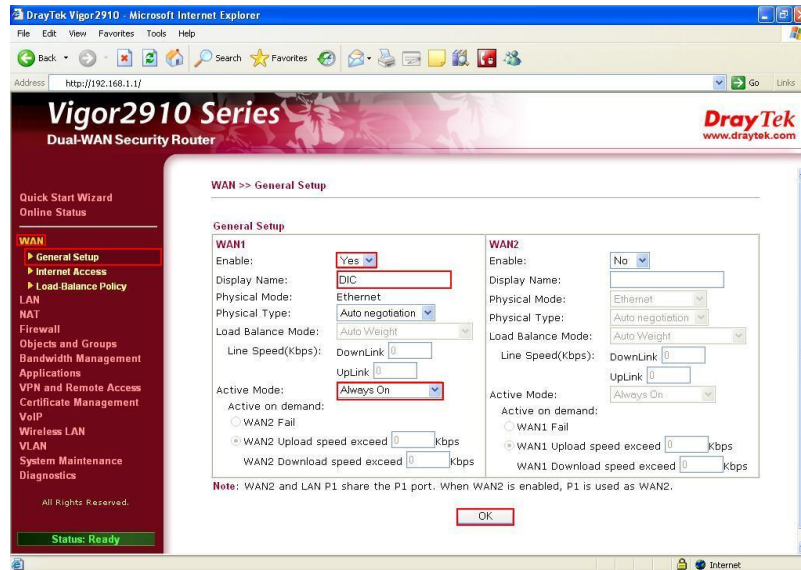 DrayTek Vigor2910 - Microsoft Internet Explorer
File Edit View Favorites Tools Help
Back Search Favorites
Address http://192.168.1.1/ Go Links
Vigor2910 Series
Dual-WAN Security Router
DrayTek
www.draytek.com
Quick Start Wizard
Online Status
WAN
General Setup
Internet Access
Load-Balance Policy
LAN
NAT
Firewall
Objects and Groups
Bandwidth Management
Applications
VPN and Remote Access
Certificate Management
VoIP
Wireless LAN
VLAN
System Maintenance
Diagnostics
All Rights Reserved.
Status: Ready
WAN >> General Setup
General Setup
WAN1
Enable: Yes
Display Name: DIC
Physical Mode: Ethernet
Physical Type: Auto negotiation
Load Balance Mode: Auto Weight
Line Speed(Kbps): DownLink 0
UpLink 0
Active Mode: Always On
Active on demand:
WAN2 Fail
WAN2 Upload speed exceed 0 Kbps
WAN2 Download speed exceed 0 Kbps
WAN2
Enable: No
Display Name:
Physical Mode: Ethernet
Physical Type: Auto negotiation
Load Balance Mode: Auto Weight
Line Speed(Kbps): DownLink 0
UpLink 0
Active Mode: Always On
Active on demand:
WAN1 Fail
WAN1 Upload speed exceed 0 Kbps
WAN1 Download speed exceed 0 Kbps
Note: WAN2 and LAN P1 share the P1 port. When WAN2 is enabled, P1 is used as WAN2.
OK
Internet